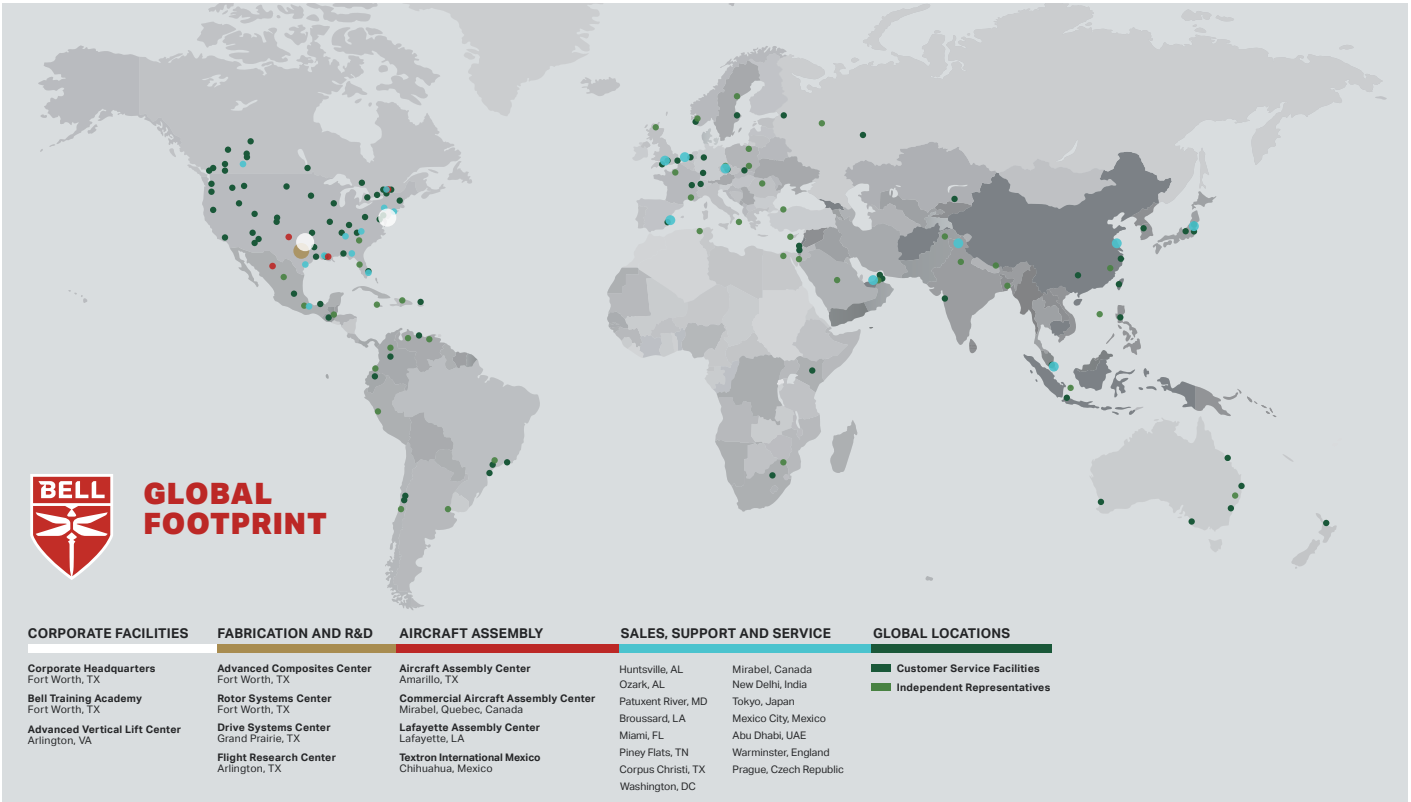 BELL
GLOBAL
FOOTPRINT
CORPORATE FACILITIES
Corporate Headquarters
Fort Worth, TX
Bell Training Academy
Fort Worth, TX
Advanced Vertical Lift Center
Arlington, VA
FABRICATION AND R&D
Advanced Composites Center
Fort Worth, TX
Rotor Systems Center
Fort Worth, TX
Drive Systems Center
Grand Prairie, TX
Flight Research Center
Arlington, TX
AIRCRAFT ASSEMBLY
Aircraft Assembly Center
Amarillo, TX
Commercial Aircraft Assembly Center
Mirabel, Quebec, Canada
Lafayette Assembly Center
Lafayette, LA
Textron International Mexico
Chihuahua, Mexico
SALES, SUPPORT AND SERVICE
Huntsville, AL
Ozark, AL
Patuxent River, MD
Broussard, LA
Miami, FL
Piney Flats, TN
Corpus Christi, TX
Washington, DC
Mirabel, Canada
New Delhi, India
Tokyo, Japan
Mexico City, Mexico
Abu Dhabi, UAE
Warminster, England
Prague, Czech Republic
GLOBAL LOCATIONS
Customer Service Facilities
Independent Representatives